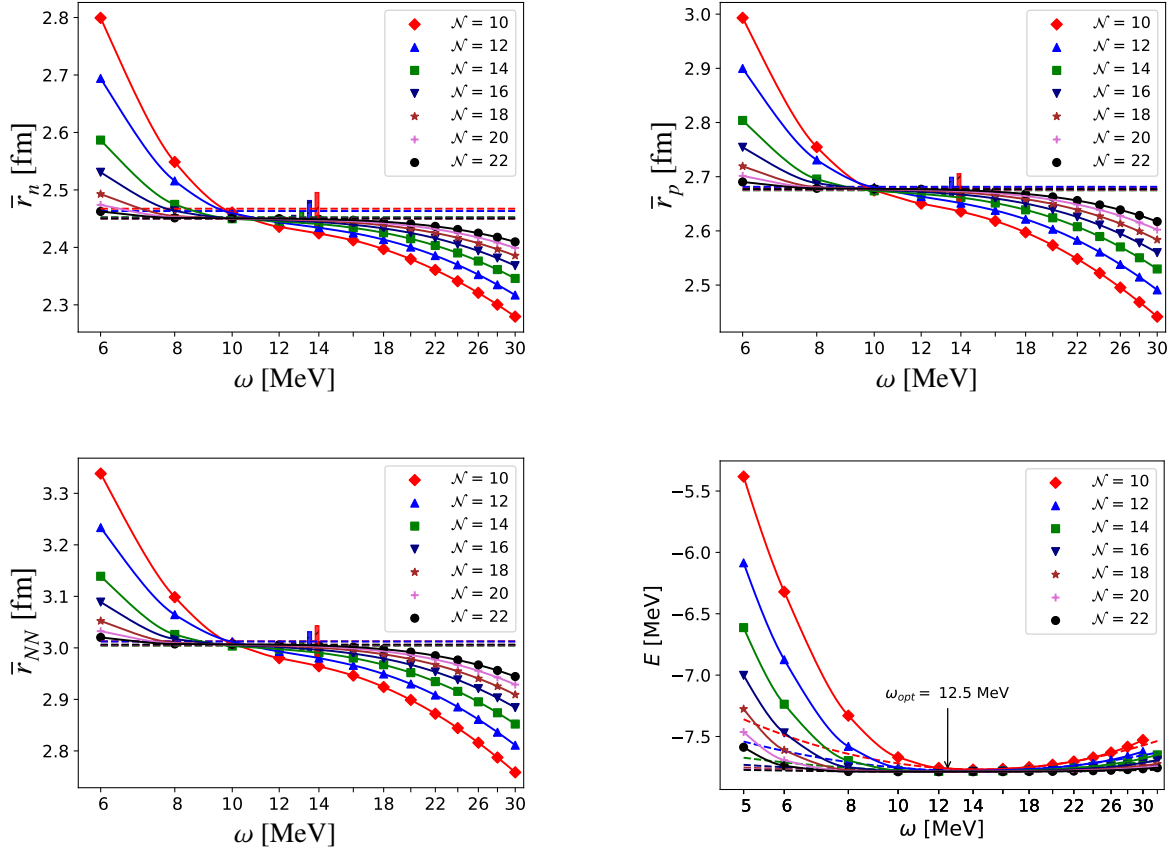 2.8
2.7
2.6
2.5
2.4
2.3
r̅n [fm]
𝒩 = 10
𝒩 = 12
𝒩 = 14
𝒩 = 16
𝒩 = 18
𝒩 = 20
𝒩 = 22
6 8 10 12 14 18 22 26 30
ω [MeV]
3.0
2.9
2.8
2.7
2.6
2.5
r̅p [fm]
𝒩 = 10
𝒩 = 12
𝒩 = 14
𝒩 = 16
𝒩 = 18
𝒩 = 20
𝒩 = 22
6 8 10 12 14 18 22 26 30
ω [MeV]
3.3
3.2
3.1
3.0
2.9
2.8
r̅NN [fm]
𝒩 = 10
𝒩 = 12
𝒩 = 14
𝒩 = 16
𝒩 = 18
𝒩 = 20
𝒩 = 22
6 8 10 12 14 18 22 26 30
ω [MeV]
−5.5
−6.0
−6.5
−7.0
−7.5
E [MeV]
𝒩 = 10
𝒩 = 12
𝒩 = 14
𝒩 = 16
𝒩 = 18
𝒩 = 20
𝒩 = 22
ωopt = 12.5 MeV
5 6 8 10 12 14 18 22 26 30
ω [MeV]